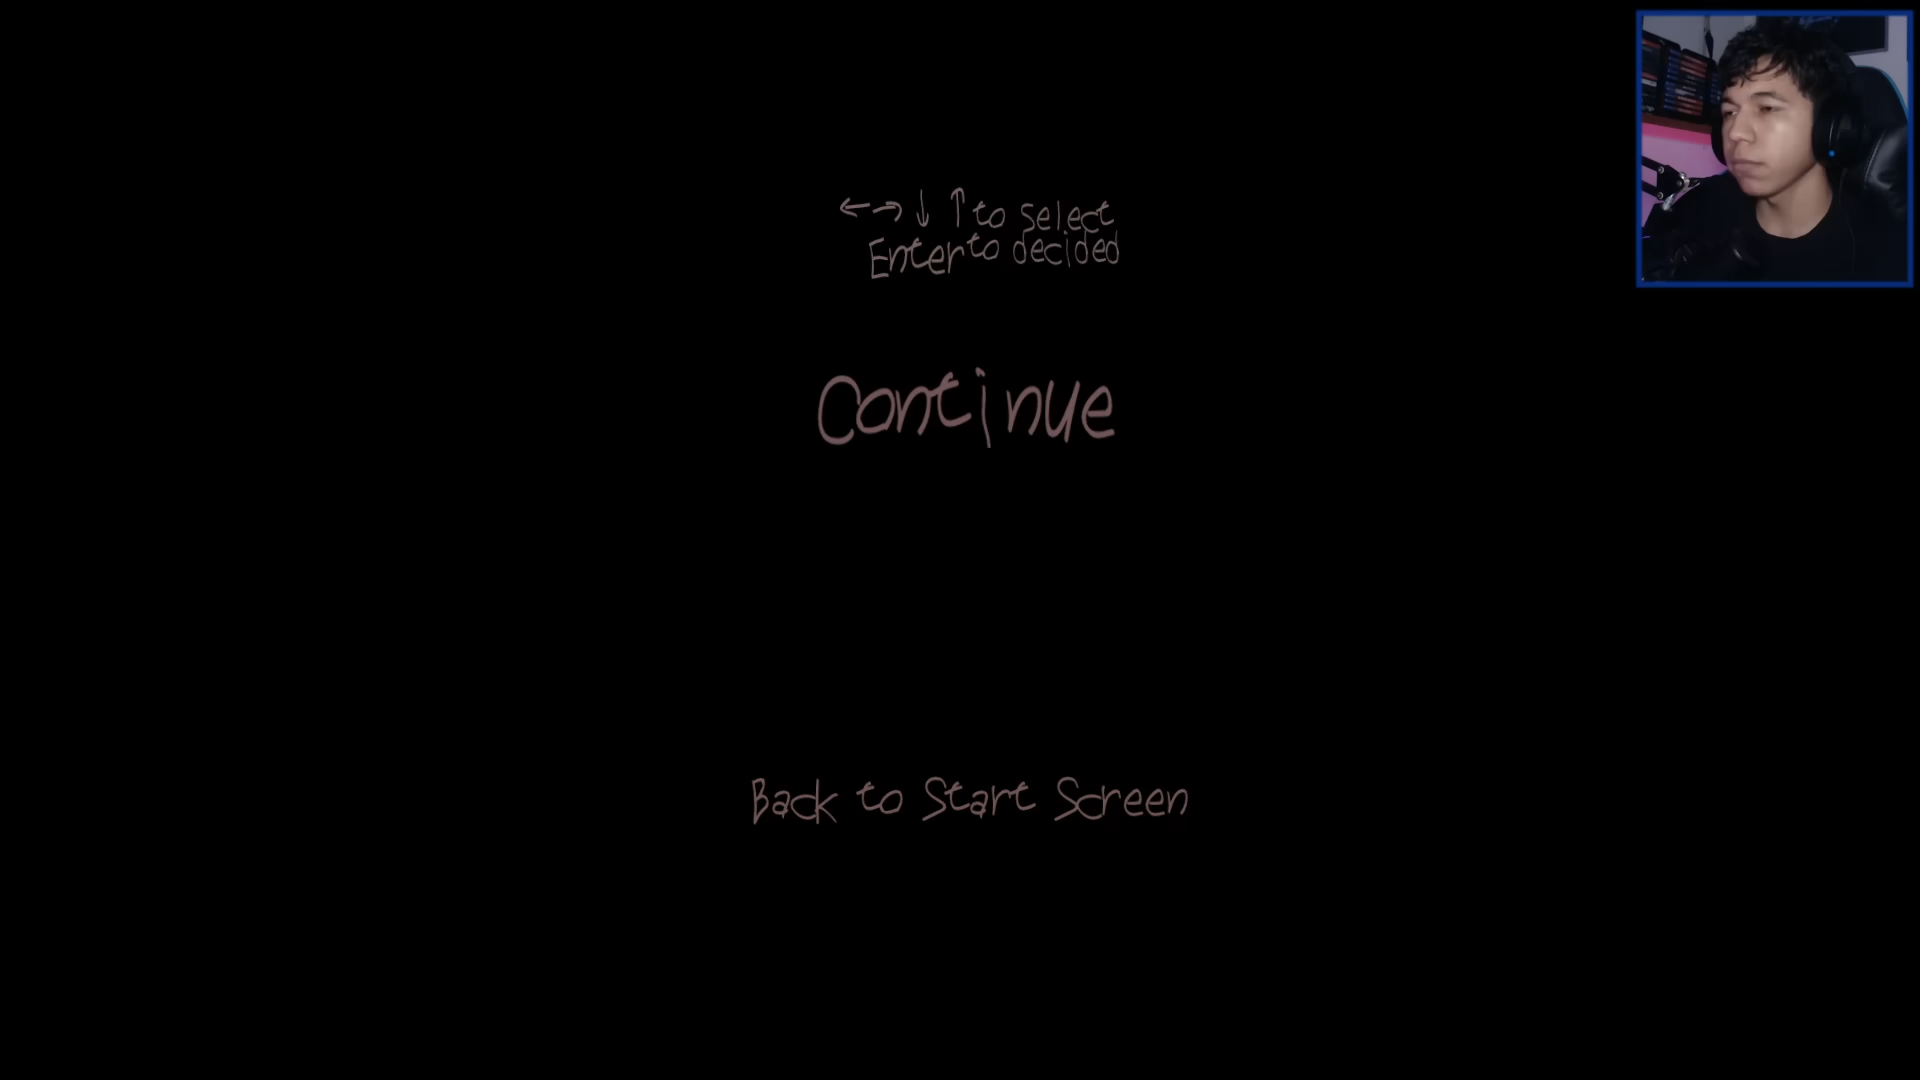 ←→↓↑to select
Enter to decided
Continue
Back to Start Screen